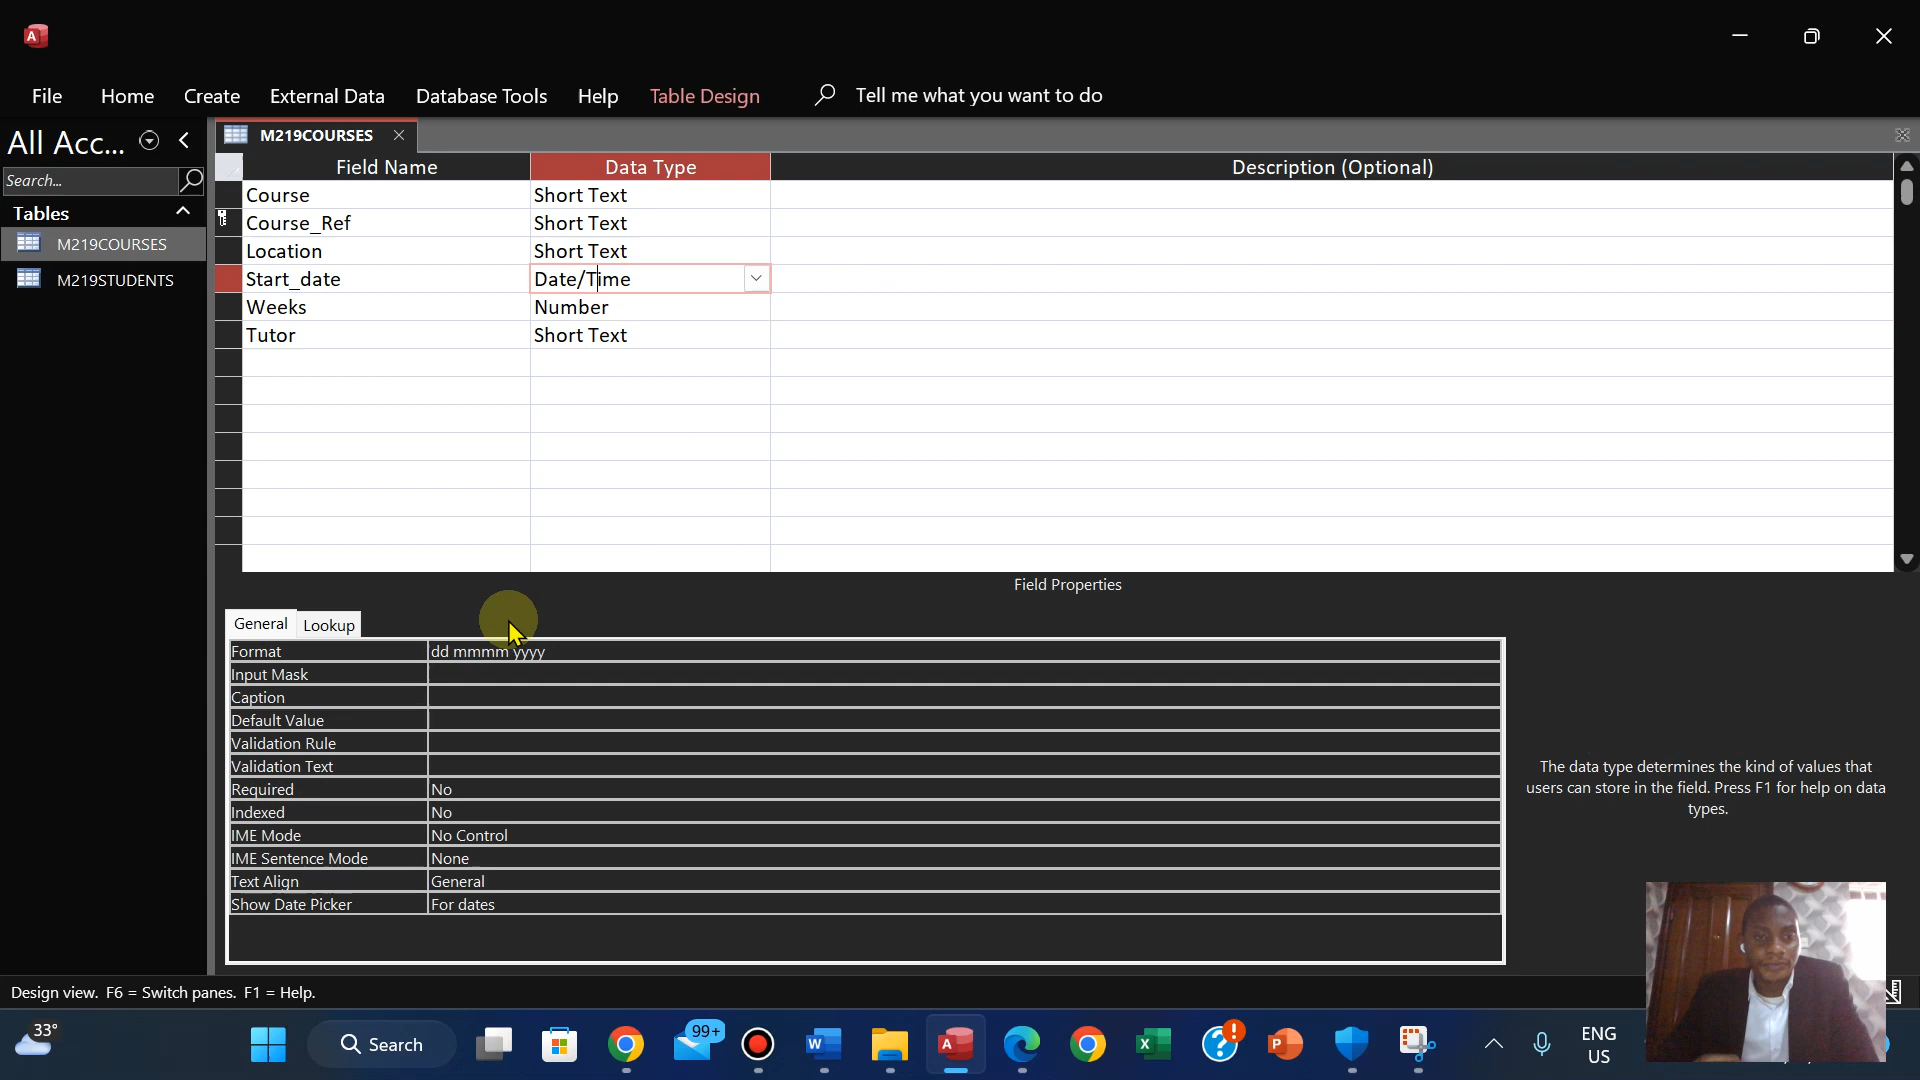 A
File Home Create External Data Database Tools Help Table Design Tell me what you want to do
All Acc...
Search...
Tables
M219COURSES
M219STUDENTS
M219COURSES
Field Name Data Type Description (Optional)
Course Short Text
Course_Ref Short Text
Location Short Text
Start_date Date/Time
Weeks Number
Tutor Short Text
Field Properties
General Lookup
Format dd mmmm yyyy
Input Mask
Caption
Default Value
Validation Rule
Validation Text
Required No
Indexed No
IME Mode No Control
IME Sentence Mode None
Text Align General
Show Date Picker For dates
The data type determines the kind of values that
users can store in the field. Press F1 for help on data
types.
Design view. F6 = Switch panes. F1 = Help.
33°
Search
99+
W
A
X
?
!
P
ENG
US